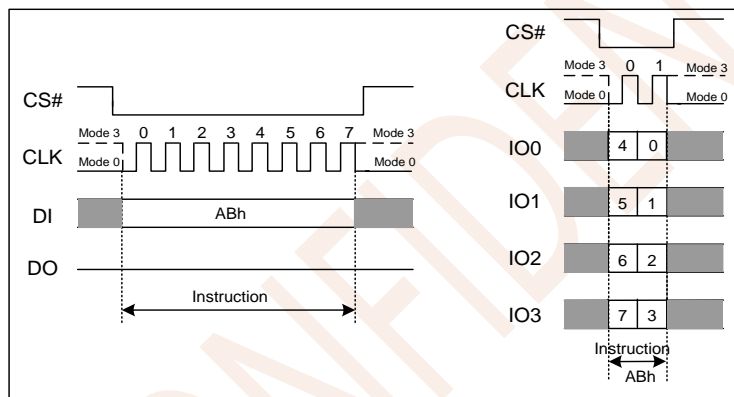 CS#
Mode 3 0 1 2 3 4 5 6 7 Mode 3
CLK
Mode 0 Mode 0
DI ABh
DO
Instruction
CS#
Mode 3 0 1 Mode 3
CLK
Mode 0 Mode 0
IO0 4 0
IO1 5 1
IO2 6 2
IO3 7 3
Instruction
ABh